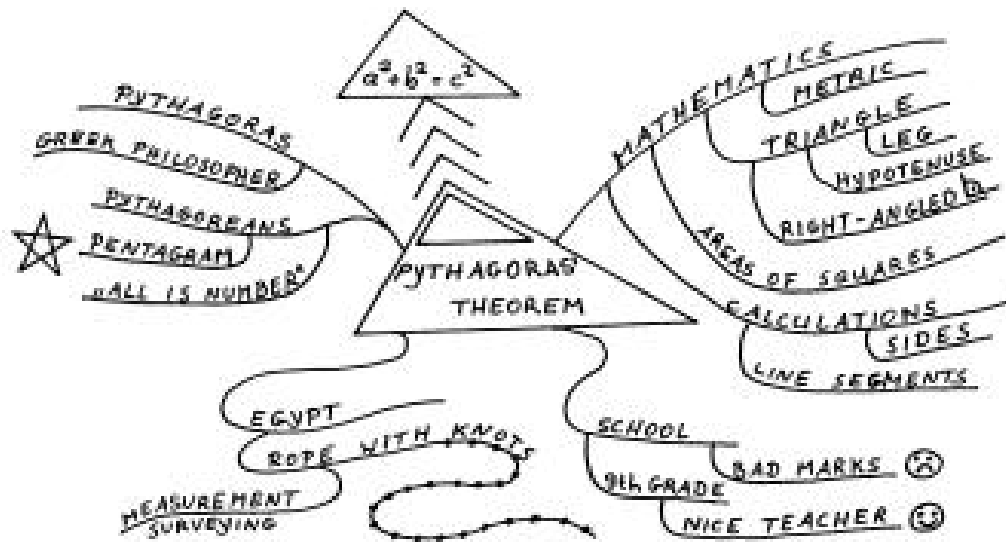 a² + b² = c²
PYTHAGORAS'
THEOREM
PYTHAGORAS
GREEK PHILOSOPHER
PYTHAGOREANS
PENTAGRAM
„ALL IS NUMBER“
MATHEMATICS
METRIC
TRIANGLE
LEG
HYPOTENUSE
RIGHT-ANGLED
AREAS OF SQUARES
CALCULATIONS
SIDES
LINE SEGMENTS
EGYPT
ROPE WITH KNOTS
MEASUREMENT
SURVEYING
SCHOOL
BAD MARKS
9th GRADE
NICE TEACHER